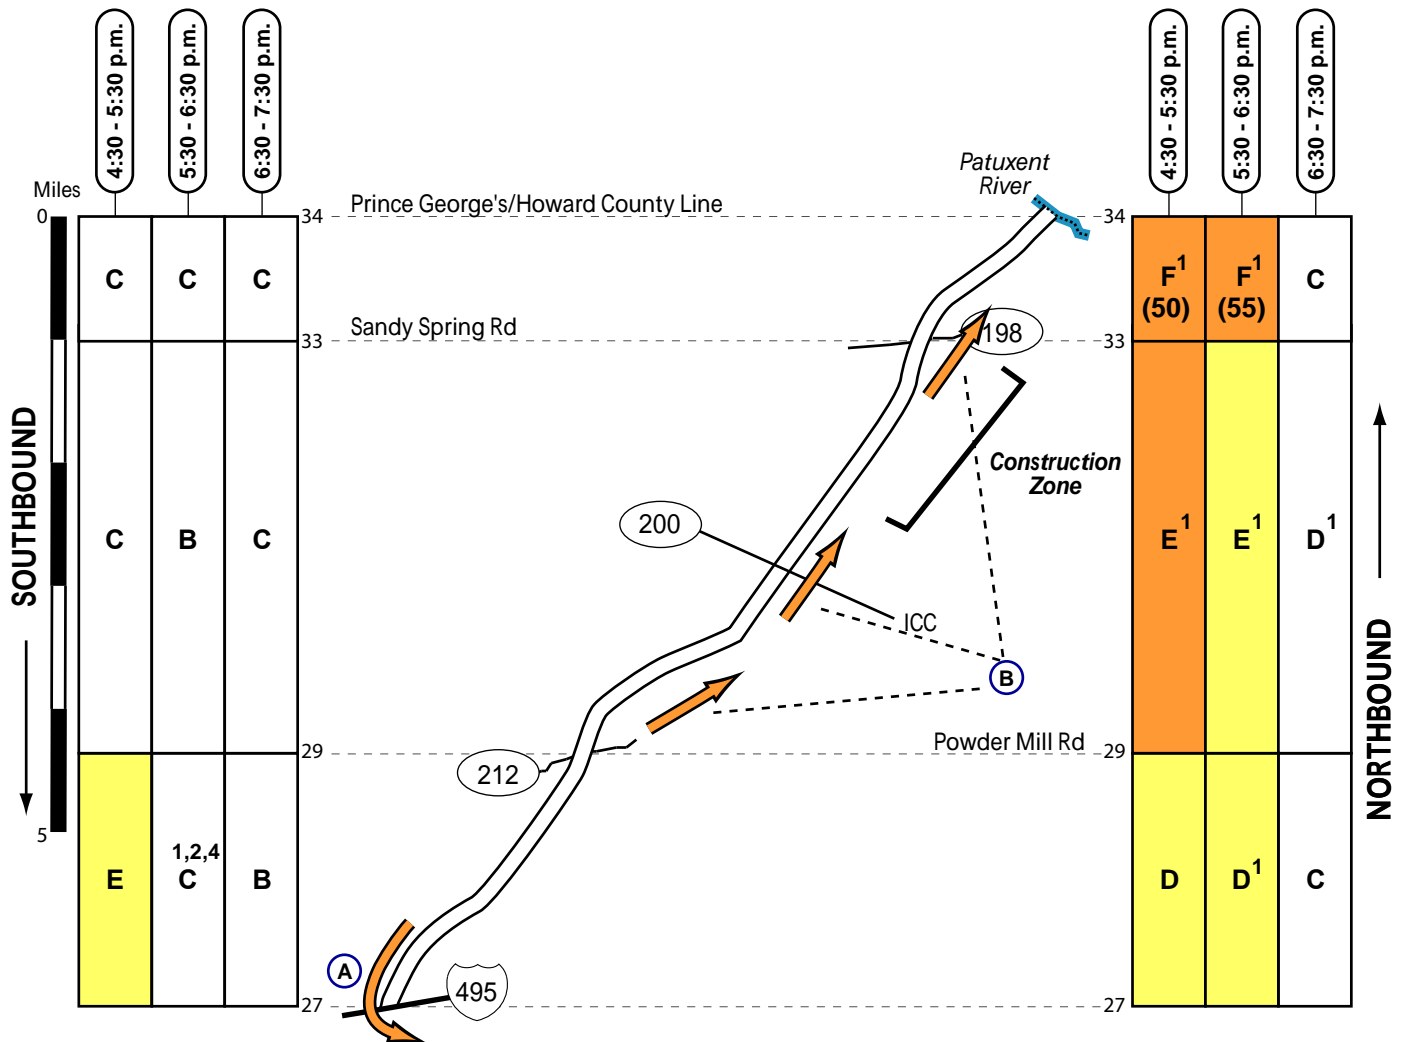 4:30 - 5:30 p.m.
5:30 - 6:30 p.m.
6:30 - 7:30 p.m.
4:30 - 5:30 p.m.
5:30 - 6:30 p.m.
6:30 - 7:30 p.m.
Patuxent
River
Miles
0
34
Prince George's/Howard County Line
34
C
C
C
F1
(50)
F1
(55)
C
Sandy Spring Rd
198
33
33
SOUTHBOUND
Construction
Zone
200
C
B
C
E1
E1
D1
ICC
B
NORTHBOUND
Powder Mill Rd
29
29
212
5
1,2,4
E
C
B
D
D1
C
A
495
27
27